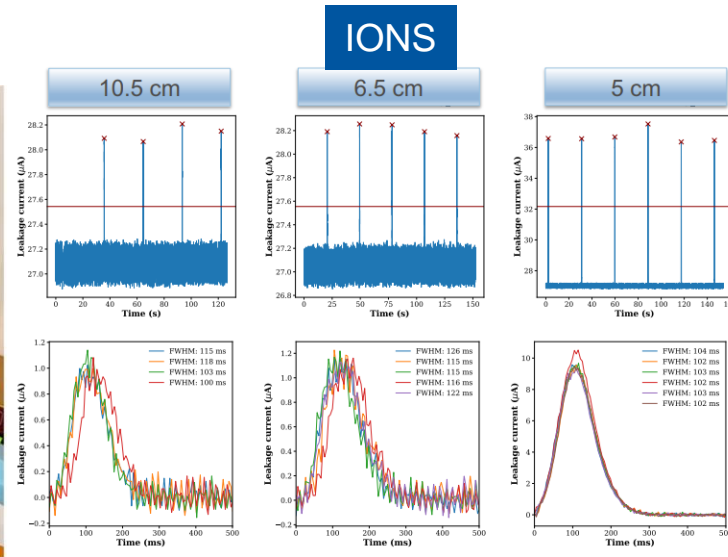 IONS
10.5 cm
6.5 cm
5 cm
28.2
28.0
27.8
27.6
27.4
27.2
27.0
Leakage current (μA)
0 20 40 60 80 100 120
Time (s)
28.2
28.0
27.8
27.6
27.4
27.2
27.0
26.8
Leakage current (μA)
0 25 50 75 100 125 150
Time (s)
38
36
34
32
30
28
Leakage current (μA)
0 20 40 60 80 100 120 140
Time (s)
1.2
1.0
0.8
0.6
0.4
0.2
0.0
−0.2
Leakage current (μA)
FWHM: 115 ms
FWHM: 118 ms
FWHM: 103 ms
FWHM: 100 ms
0 100 200 300 400 500
Time (ms)
1.2
1.0
0.8
0.6
0.4
0.2
0.0
−0.2
Leakage current (μA)
FWHM: 126 ms
FWHM: 115 ms
FWHM: 115 ms
FWHM: 116 ms
FWHM: 122 ms
0 100 200 300 400 500
Time (ms)
10
8
6
4
2
0
Leakage current (μA)
FWHM: 104 ms
FWHM: 102 ms
FWHM: 103 ms
FWHM: 102 ms
FWHM: 103 ms
FWHM: 102 ms
0 100 200 300 400
Time (ms)